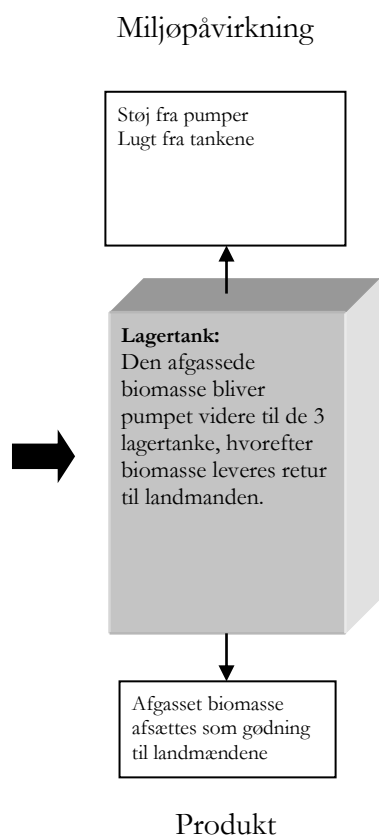 Miljøpåvirkning
Støj fra pumper
Lugt fra tankene
Lagertank:
Den afgassede
biomasse bliver
pumpet videre til de 3
lagertanke, hvorefter
biomasse leveres retur
til landmanden.
Afgasset biomasse
afsættes som gødning
til landmændene
Produkt